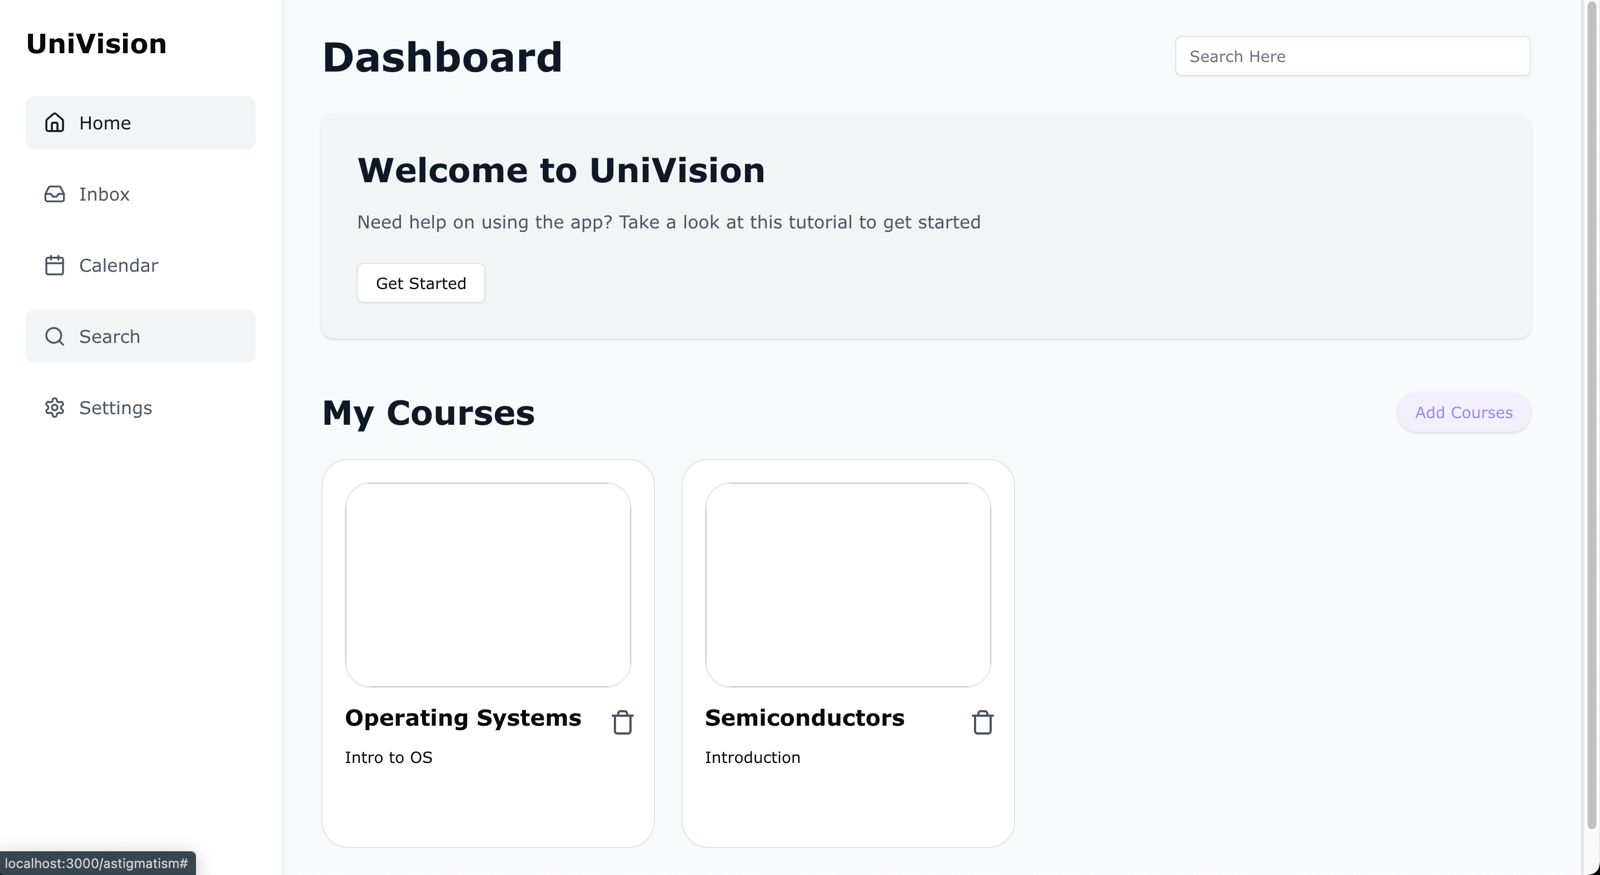 UniVision
Home
Inbox
Calendar
Search
Settings
Dashboard
Search Here
Welcome to UniVision
Need help on using the app? Take a look at this tutorial to get started
Get Started
My Courses
Add Courses
Operating Systems
Intro to OS
Semiconductors
Introduction
localhost:3000/astigmatism#